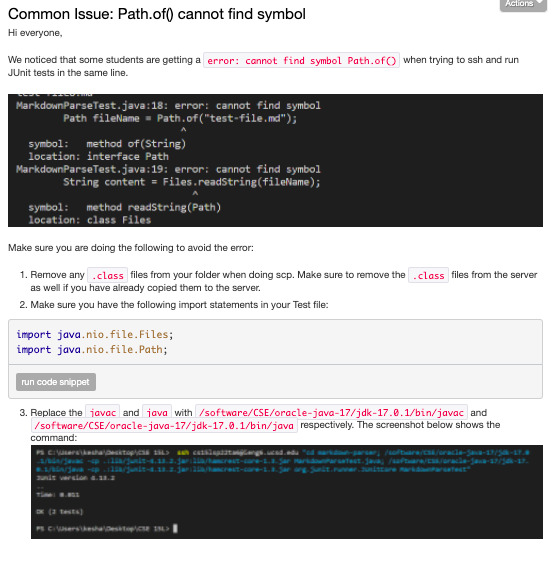 Actions
Common Issue: Path.of() cannot find symbol
Hi everyone,
We noticed that some students are getting a error: cannot find symbol Path.of() when trying to ssh and run
JUnit tests in the same line.
MarkdownParseTest.java:18: error: cannot find symbol
Path fileName = Path.of("test-file.md");
^
symbol: method of(String)
location: interface Path
MarkdownParseTest.java:19: error: cannot find symbol
String content = Files.readString(fileName);
^
symbol: method readString(Path)
location: class Files
Make sure you are doing the following to avoid the error:
1. Remove any .class files from your folder when doing scp. Make sure to remove the .class files from the server
as well if you have already copied them to the server.
2. Make sure you have the following import statements in your Test file:
import java.nio.file.Files;
import java.nio.file.Path;
run code snippet
3. Replace the javac and java with /software/CSE/oracle-java-17/jdk-17.0.1/bin/javac and
/software/CSE/oracle-java-17/jdk-17.0.1/bin/java respectively. The screenshot below shows the
command:
PS C:\Users\kesha\Desktop\CSE 15L> ssh "cd markdown-parser; /software/CSE/oracle-java-17/jdk-17.0
.1/bin/javac -cp .:lib/junit-4.13.2.jar:lib/hamcrest-core-1.3.jar MarkdownParseTest.java; /software/CSE/oracle-java-17/jdk-17.
0.1/bin/java -cp .:lib/junit-4.13.2.jar:lib/hamcrest-core-1.3.jar org.junit.runner.JUnitCore MarkdownParseTest"
JUnit version 4.13.2
Time: 0.011
OK (2 tests)
PS C:\Users\kesha\Desktop\CSE 15L>